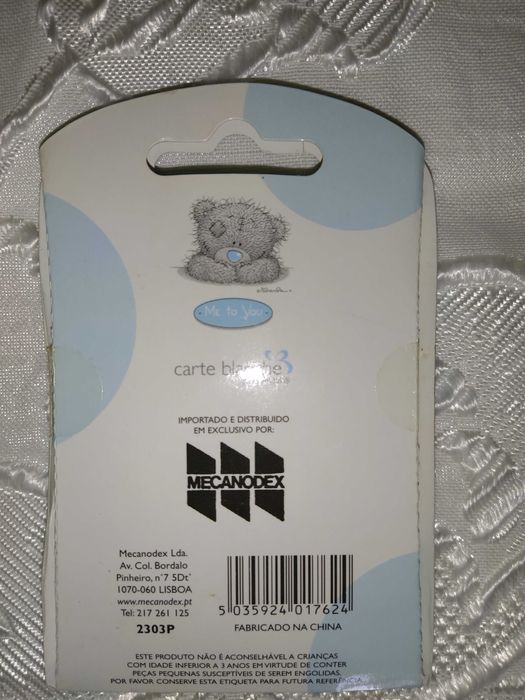 ME to You
carte blanche
IMPORTADO E DISTRIBUIDO
EM EXCLUSIVO POR:
MECANODEX
Mecanodex Lda.
Av. Col. Bordalo
Pinheiro, nº7 5Dtº
1070-060 LISBOA
www.mecanodex.pt
Tel: 217 261 125
2303P
5 035924 017624
FABRICADO NA CHINA
ESTE PRODUTO NÃO É ACONSELHÁVEL A CRIANÇAS
COM IDADE INFERIOR A 3 ANOS EM VIRTUDE DE CONTER
PEÇAS PEQUENAS SUSCEPTÍVEIS DE SEREM ENGOLIDAS.
POR FAVOR CONSERVE ESTA ETIQUETA PARA FUTURA REFERÊNCIA.